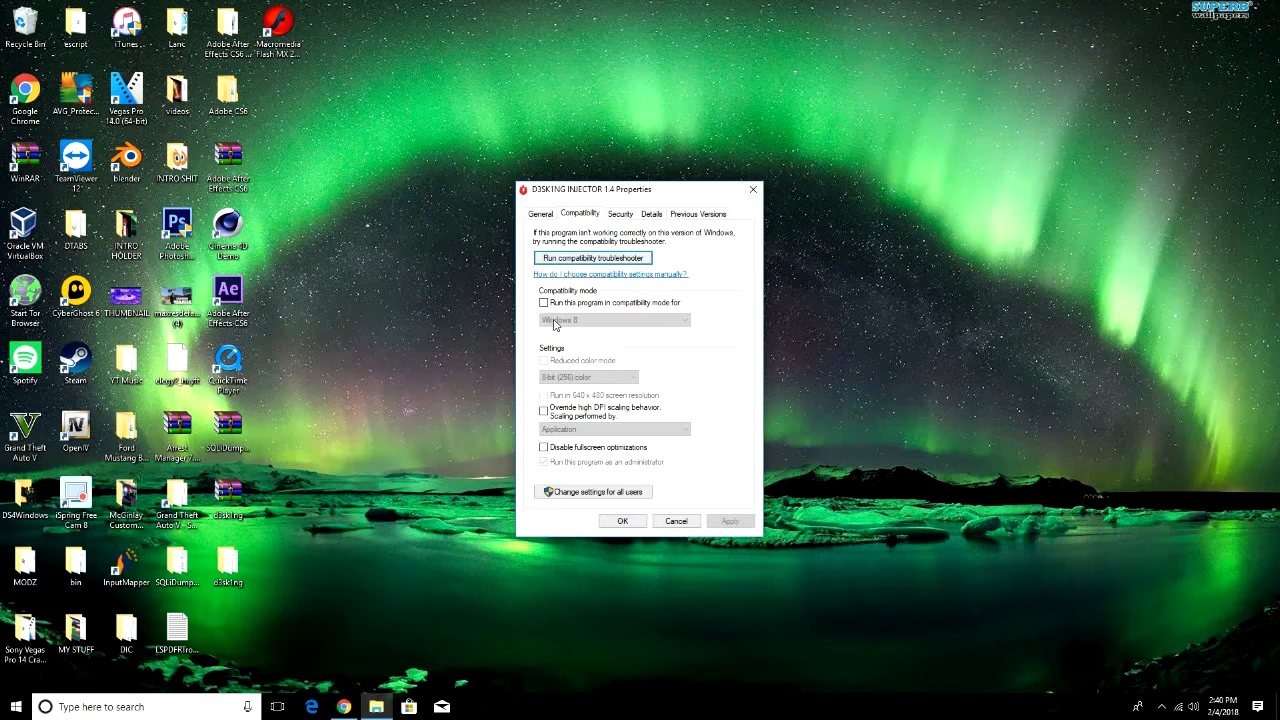 SUPERB
wallpapers
Recycle Bin
escript
iTunes
Lanc
Adobe After
Effects CS6 ...
Macromedia
Flash MX 2...
Google
Chrome
AVG_Protec...
Vegas Pro
14.0 (64-bit)
videos
Adobe CS6
WinRAR
TeamViewer
12
blender
INTRO SHIT
Adobe After
Effects CS6
Oracle VM
VirtualBox
DTABS
INTRO
HOLDER
Adobe
Photosh...
Cinema 4D
Demo
Start Tor
Browser
CyberGhost 6
THUMBNAIL
maxresdefa...
(4)
Adobe After
Effects CS6
Spotify
Steam
YT Music
QuickTime
Player
Grand Theft
Auto V
OpenIV
Ford
Mustang B...
Arrest
Manager 7....
SQLiDump...
DS4Windows
iSpring Free
Cam 8
McGinlay
Custom...
Grand Theft
Auto V - S...
d3sk1ng
MODZ
bin
InputMapper
SQLiDump...
d3sk1ng
Sony Vegas
Pro 14 Cra...
MY STUFF
DIC
LSPDFRTro...
D3SK1NG INJECTOR 1.4 Properties
General Compatibility Security Details Previous Versions
If this program isn't working correctly on this version of Windows,
try running the compatibility troubleshooter.
Run compatibility troubleshooter
How do I choose compatibility settings manually?
Compatibility mode
Run this program in compatibility mode for
Windows 8
Settings
Reduced color mode
8-bit (256) color
Run in 640 x 480 screen resolution
Override high DPI scaling behavior.
Scaling performed by:
Application
Disable fullscreen optimizations
Run this program as an administrator
Change settings for all users
OK Cancel Apply
Type here to search
2:40 PM
2/4/2018